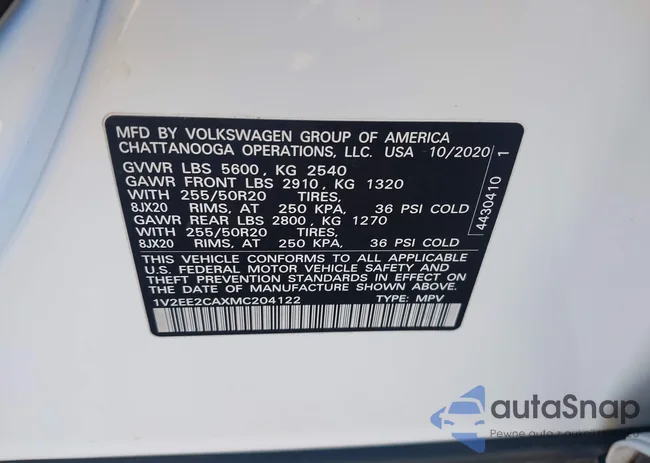 MFD BY VOLKSWAGEN GROUP OF AMERICA
CHATTANOOGA OPERATIONS, LLC. USA 10/2020
GVWR LBS 5600, KG 2540
GAWR FRONT LBS 2910, KG 1320
WITH 255/50R20 TIRES,
8JX20 RIMS, AT 250 KPA, 36 PSI COLD
GAWR REAR LBS 2800, KG 1270
WITH 255/50R20 TIRES,
8JX20 RIMS, AT 250 KPA, 36 PSI COLD
THIS VEHICLE CONFORMS TO ALL APPLICABLE
U.S. FEDERAL MOTOR VEHICLE SAFETY AND
THEFT PREVENTION STANDARDS IN EFFECT ON
THE DATE OF MANUFACTURE SHOWN ABOVE.
1V2EE2CAXMC204122 TYPE: MPV
4430410 1
autaSnap
Pewne auto z